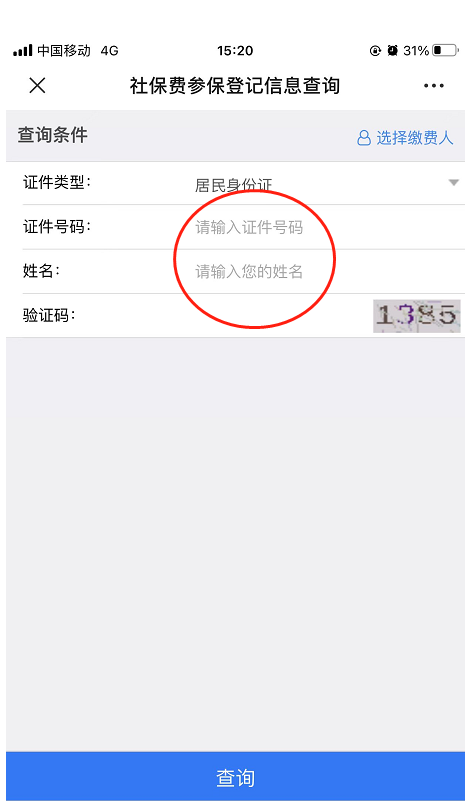 中国移动 4G 15:20 31%
社保费参保登记信息查询
查询条件 选择缴费人
证件类型： 居民身份证
证件号码： 请输入证件号码
姓名： 请输入您的姓名
验证码： 1385
查询